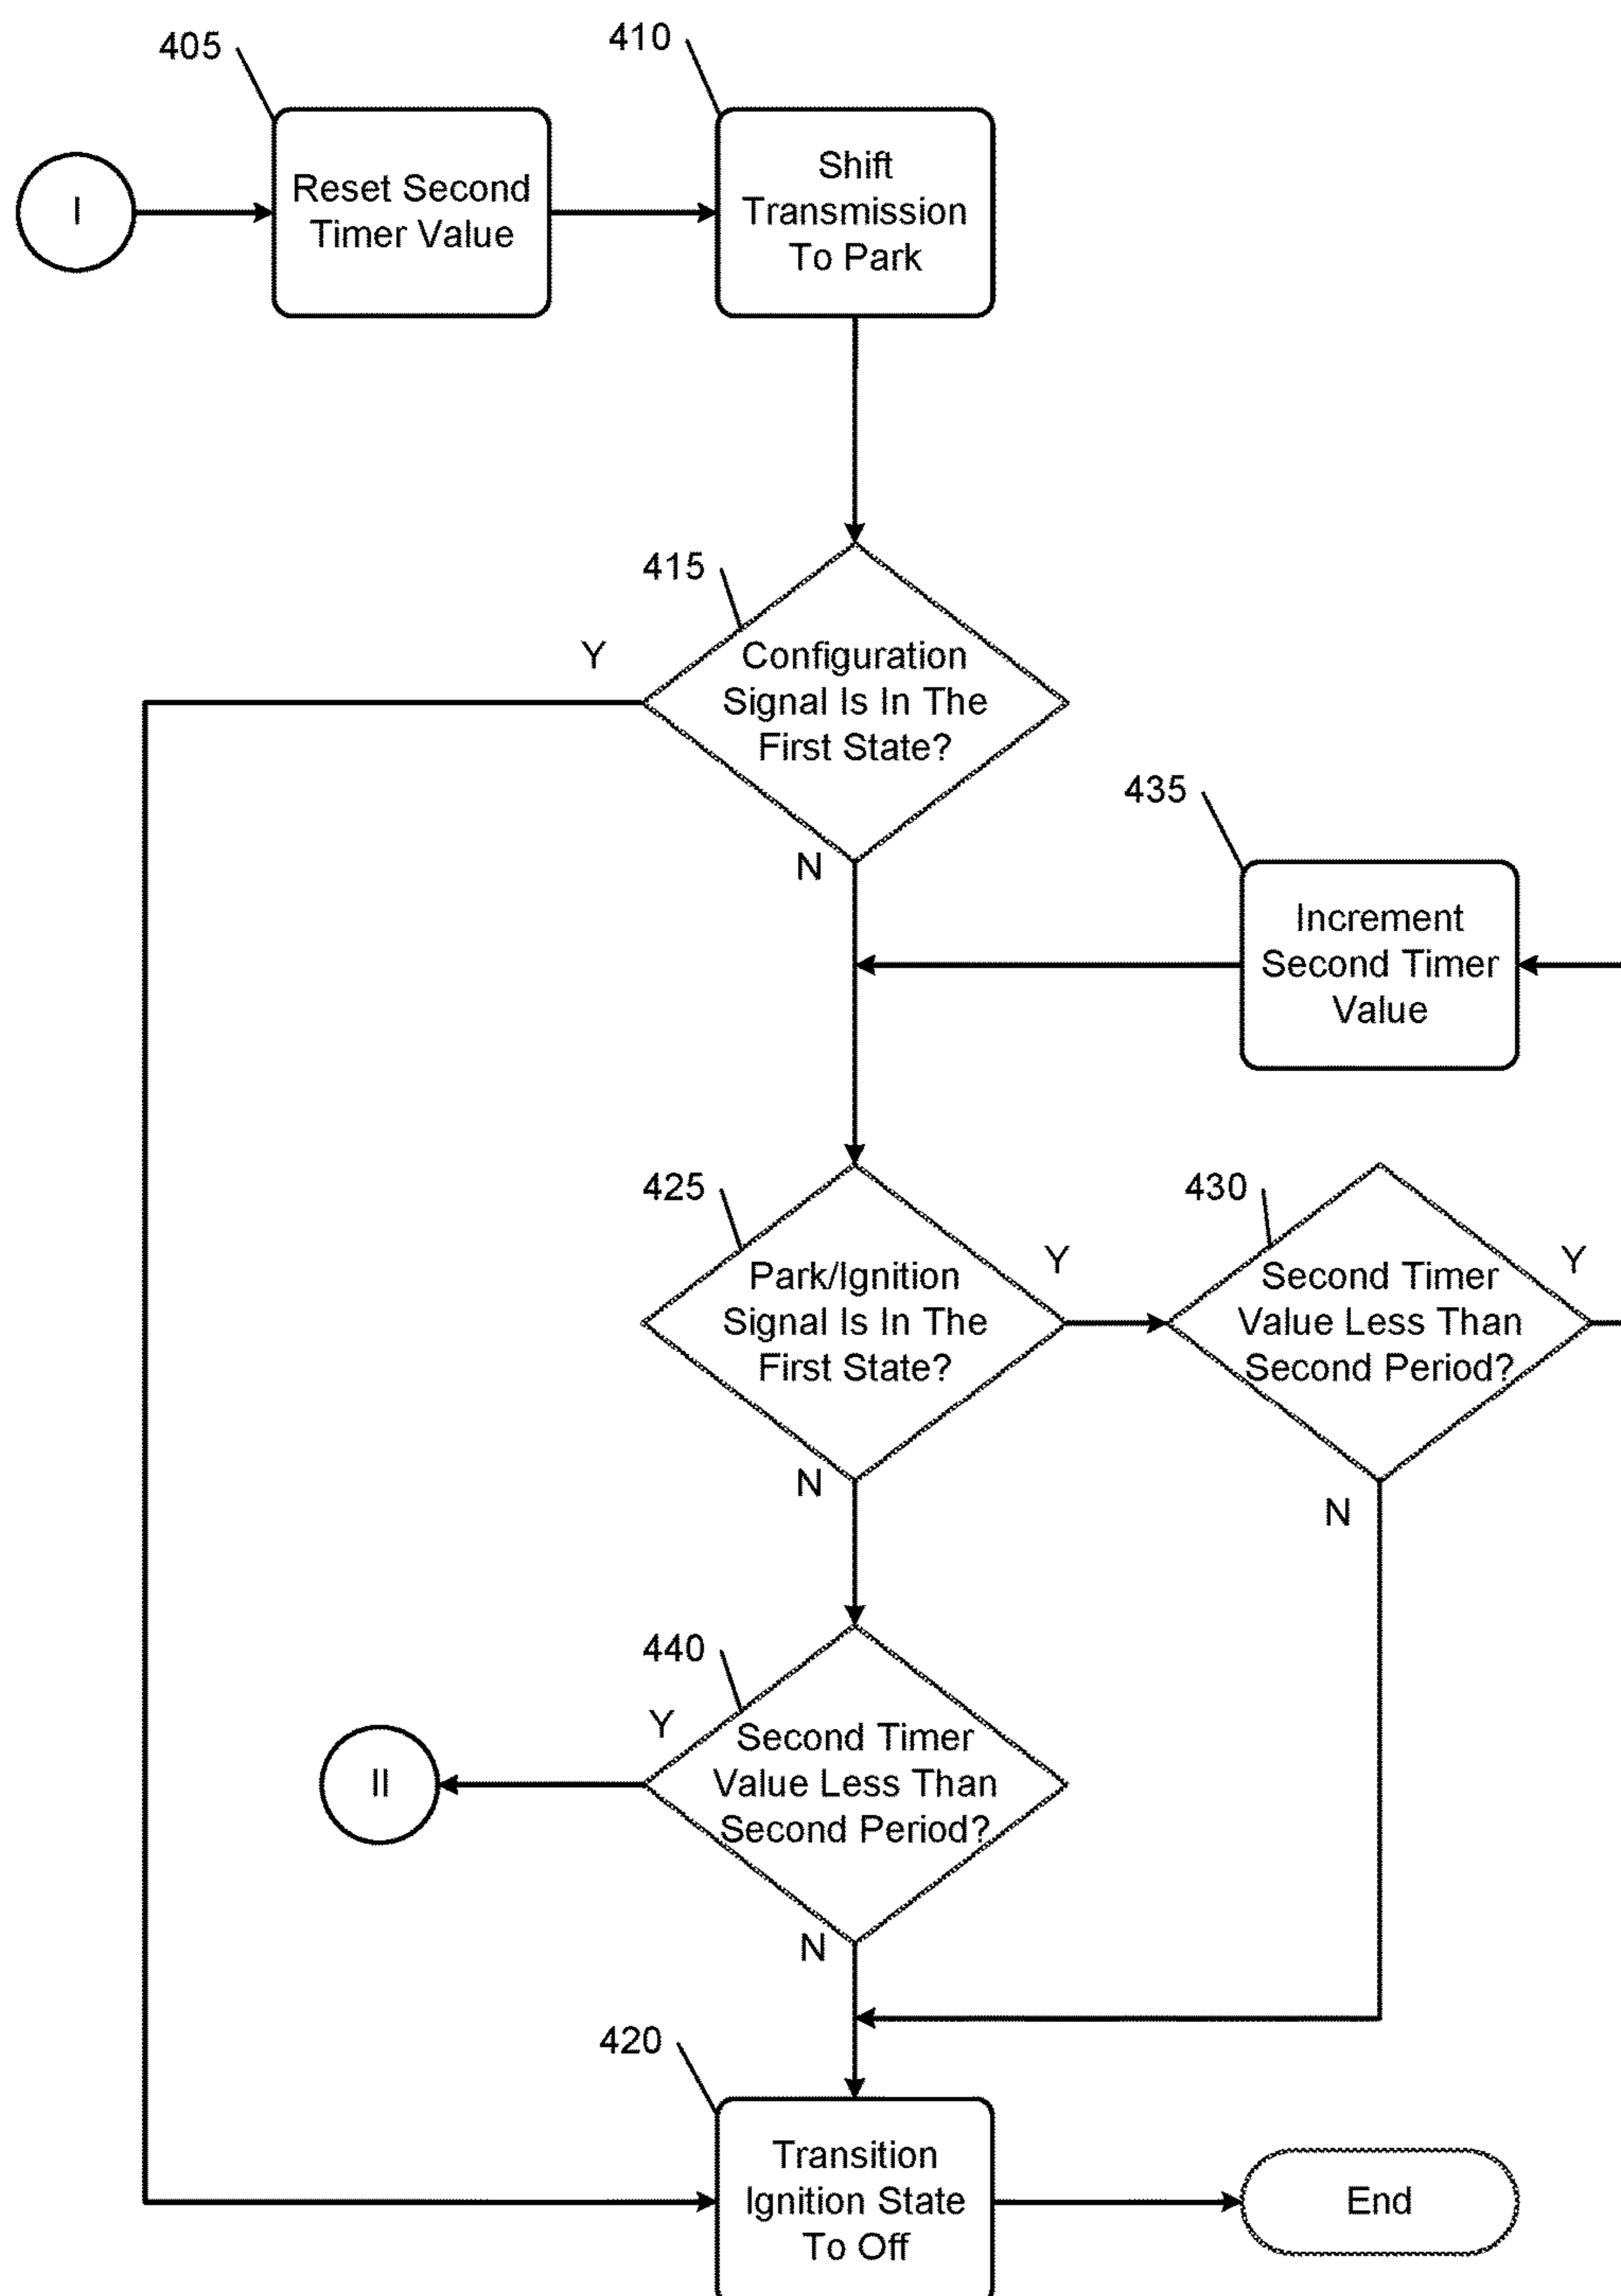 405
410
I
Reset Second
Timer Value
Shift
Transmission
To Park
415
Y
Configuration
Signal Is In The
First State?
N
435
Increment
Second Timer
Value
425
Park/Ignition
Signal Is In The
First State?
Y
N
430
Second Timer
Value Less Than
Second Period?
Y
N
440
Y
Second Timer
Value Less Than
Second Period?
N
II
420
Transition
Ignition State
To Off
End